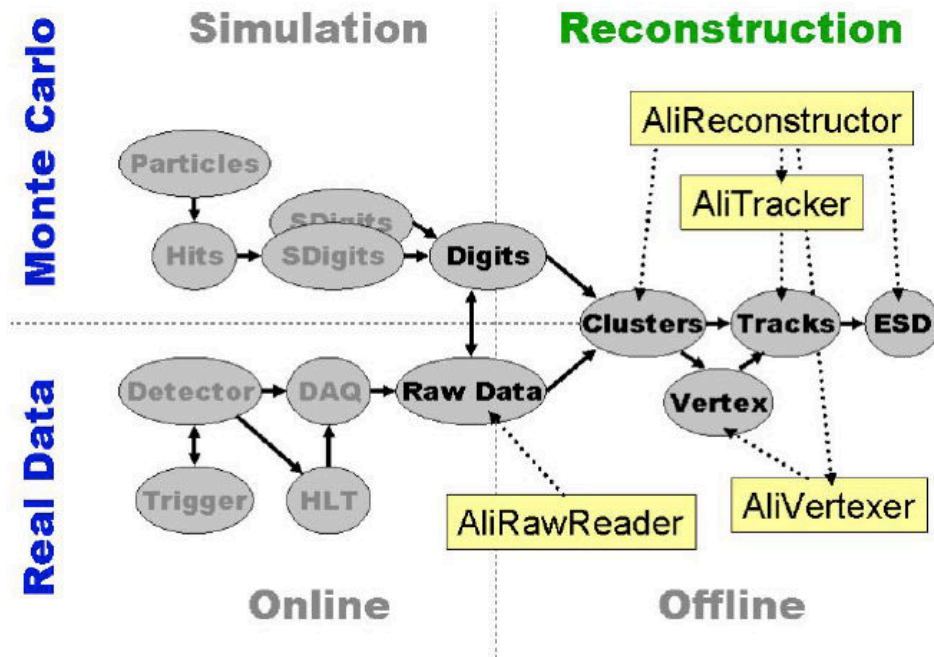 Simulation
Reconstruction
Monte Carlo
AliReconstructor
Particles
AliTracker
SDigits
Hits
SDigits
Digits
Clusters
Tracks
ESD
Real Data
Detector
DAQ
Raw Data
Vertex
Trigger
HLT
AliRawReader
AliVertexer
Online
Offline